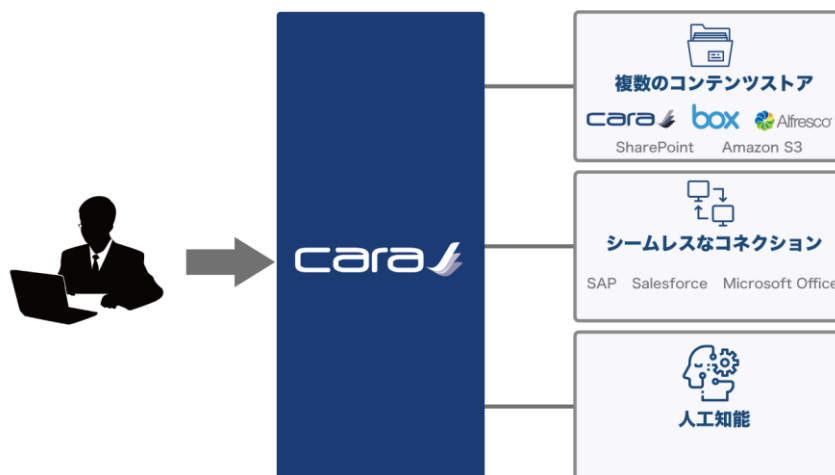 cara
複数のコンテンツストア
cara box Alfresco
SharePoint Amazon S3
シームレスなコネクション
SAP Salesforce Microsoft Office
人工知能